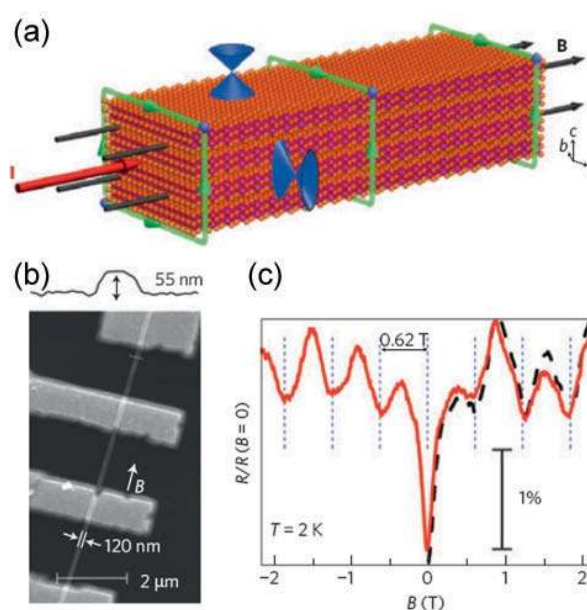 (a)
B
I
c
b
(b)
55 nm
B
120 nm
2 μm
(c)
0.62 T
R/R (B = 0)
1%
T = 2 K
−2 −1 0 1 2
B (T)